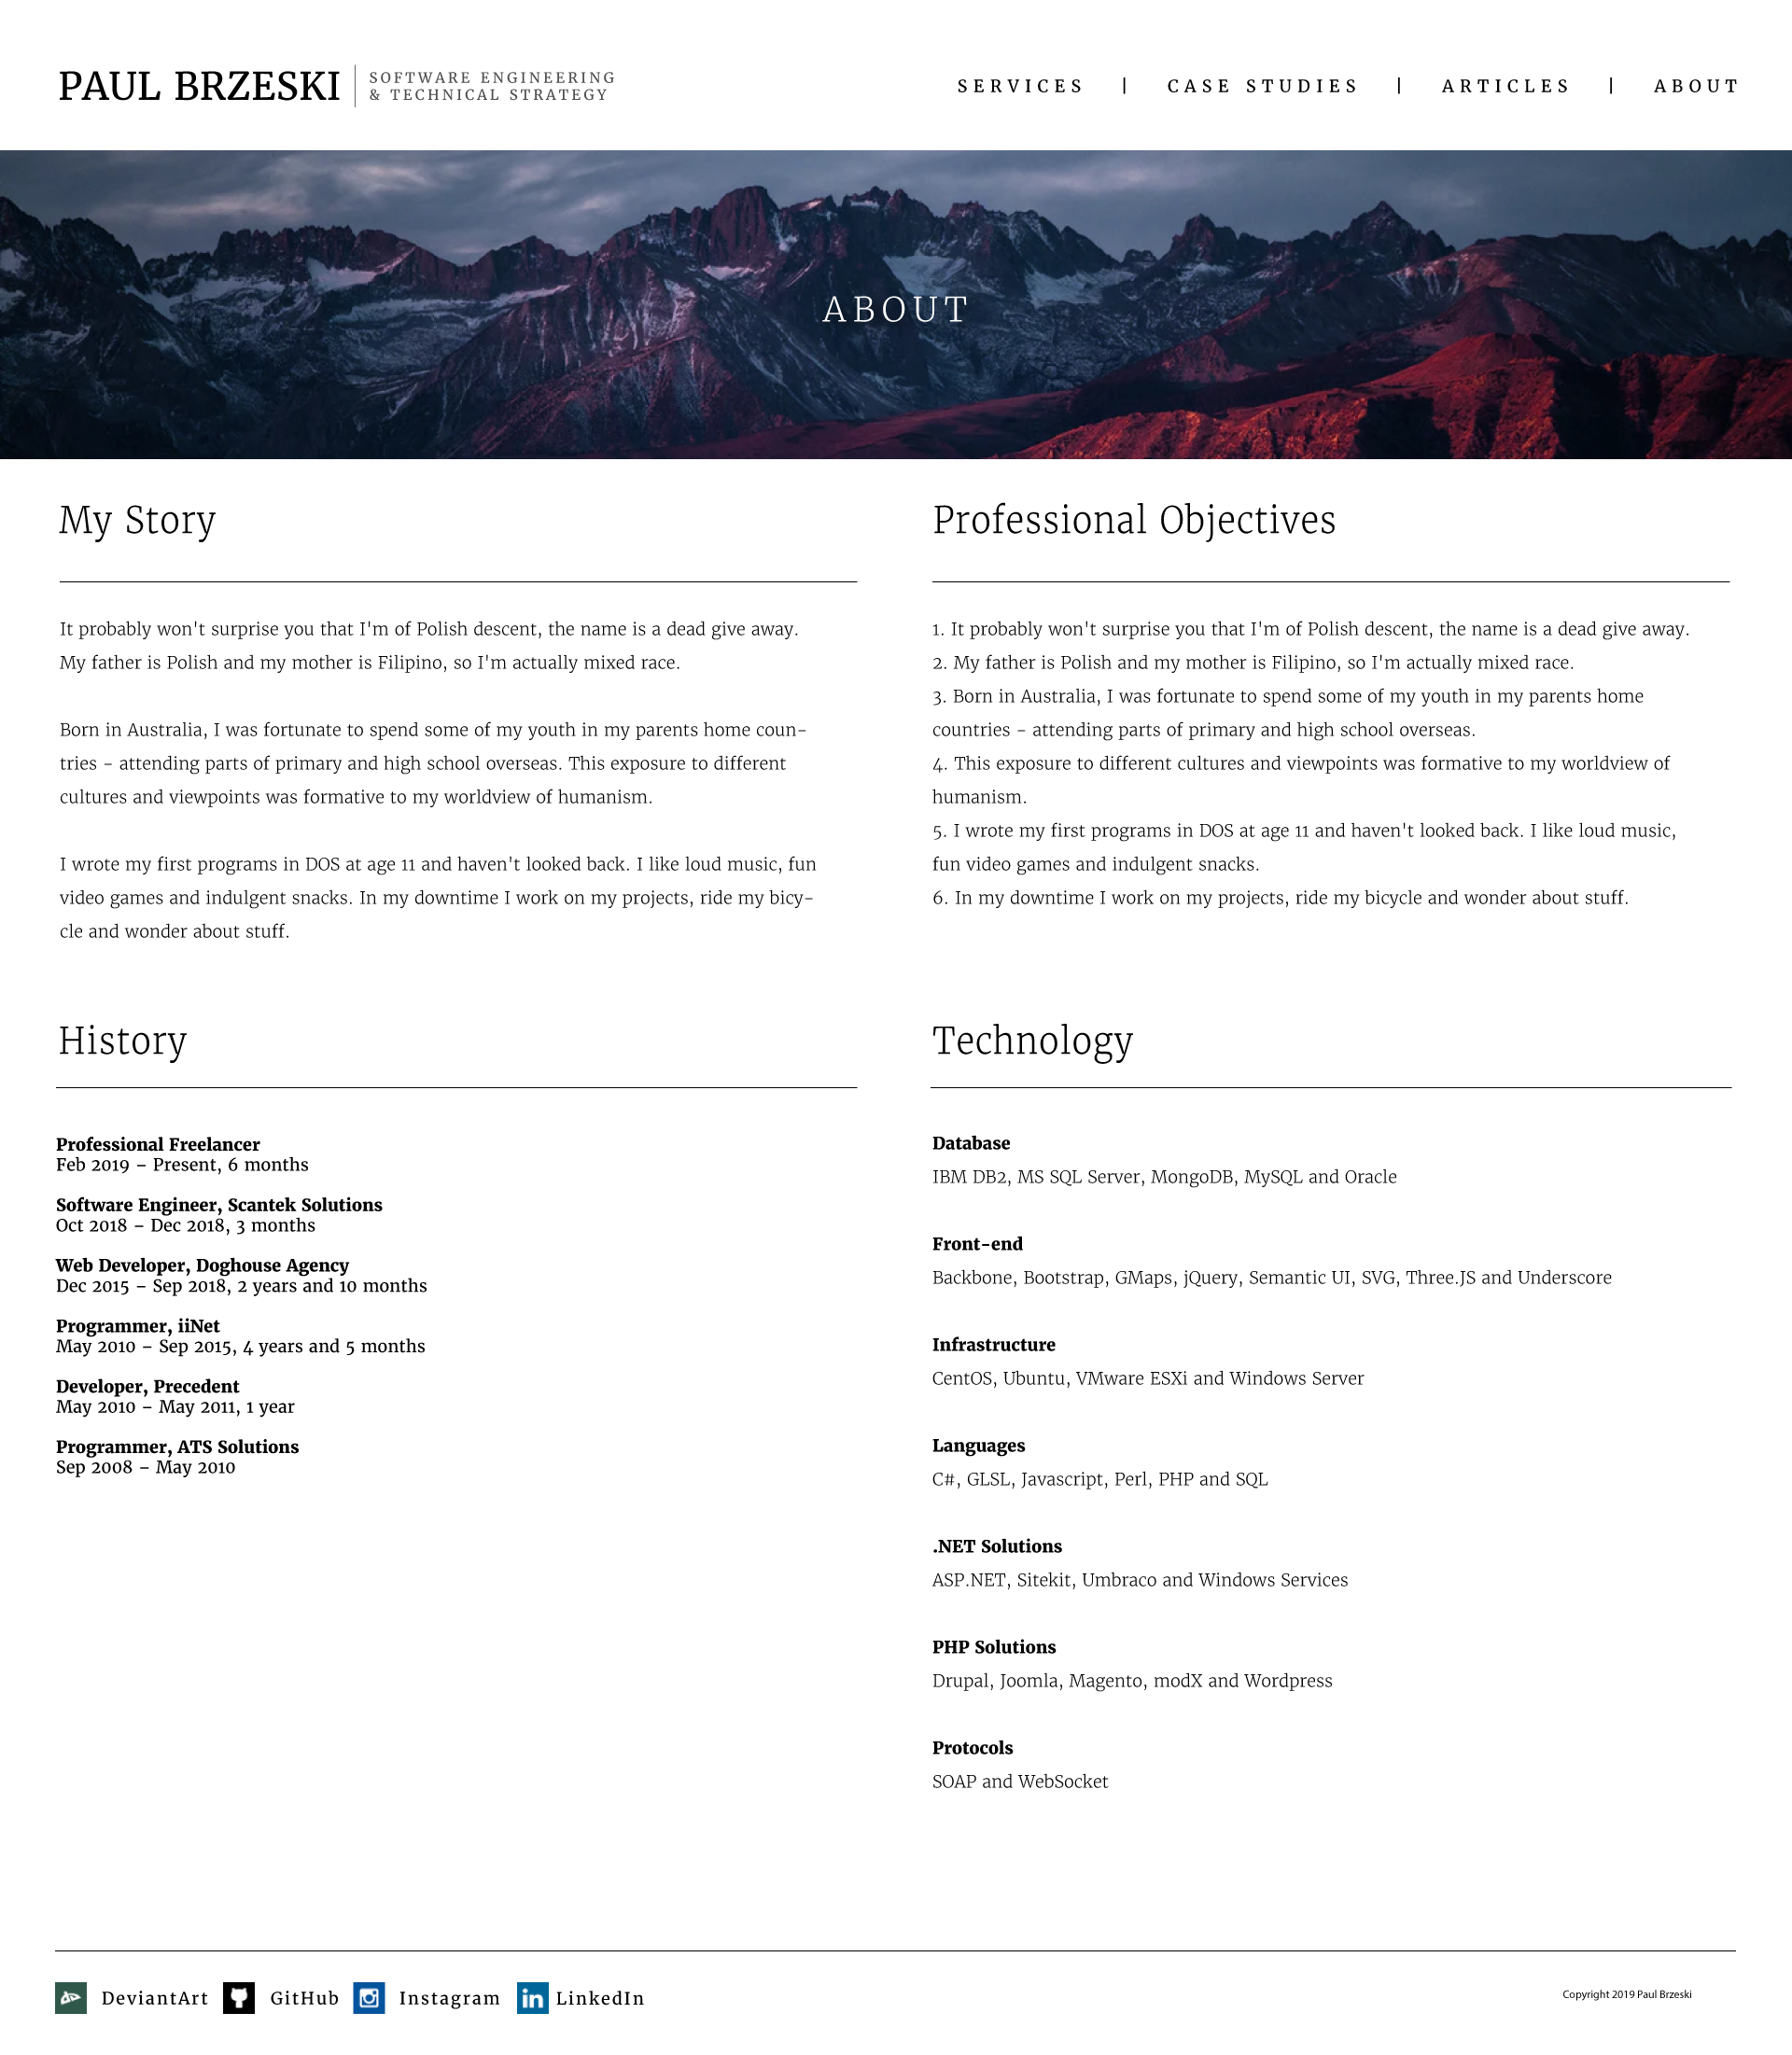 PAUL BRZESKI
SOFTWARE ENGINEERING
& TECHNICAL STRATEGY
SERVICES | CASE STUDIES | ARTICLES | ABOUT
ABOUT
My Story
It probably won't surprise you that I'm of Polish descent, the name is a dead give away.
My father is Polish and my mother is Filipino, so I'm actually mixed race.
Born in Australia, I was fortunate to spend some of my youth in my parents home coun-
tries - attending parts of primary and high school overseas. This exposure to different
cultures and viewpoints was formative to my worldview of humanism.
I wrote my first programs in DOS at age 11 and haven't looked back. I like loud music, fun
video games and indulgent snacks. In my downtime I work on my projects, ride my bicy-
cle and wonder about stuff.
Professional Objectives
1. It probably won't surprise you that I'm of Polish descent, the name is a dead give away.
2. My father is Polish and my mother is Filipino, so I'm actually mixed race.
3. Born in Australia, I was fortunate to spend some of my youth in my parents home
countries - attending parts of primary and high school overseas.
4. This exposure to different cultures and viewpoints was formative to my worldview of
humanism.
5. I wrote my first programs in DOS at age 11 and haven't looked back. I like loud music,
fun video games and indulgent snacks.
6. In my downtime I work on my projects, ride my bicycle and wonder about stuff.
History
Professional Freelancer
Feb 2019 – Present, 6 months
Software Engineer, Scantek Solutions
Oct 2018 – Dec 2018, 3 months
Web Developer, Doghouse Agency
Dec 2015 – Sep 2018, 2 years and 10 months
Programmer, iiNet
May 2010 – Sep 2015, 4 years and 5 months
Developer, Precedent
May 2010 – May 2011, 1 year
Programmer, ATS Solutions
Sep 2008 – May 2010
Technology
Database
IBM DB2, MS SQL Server, MongoDB, MySQL and Oracle
Front-end
Backbone, Bootstrap, GMaps, jQuery, Semantic UI, SVG, Three.JS and Underscore
Infrastructure
CentOS, Ubuntu, VMware ESXi and Windows Server
Languages
C#, GLSL, Javascript, Perl, PHP and SQL
.NET Solutions
ASP.NET, Sitekit, Umbraco and Windows Services
PHP Solutions
Drupal, Joomla, Magento, modX and Wordpress
Protocols
SOAP and WebSocket
DeviantArt GitHub Instagram in LinkedIn
Copyright 2019 Paul Brzeski